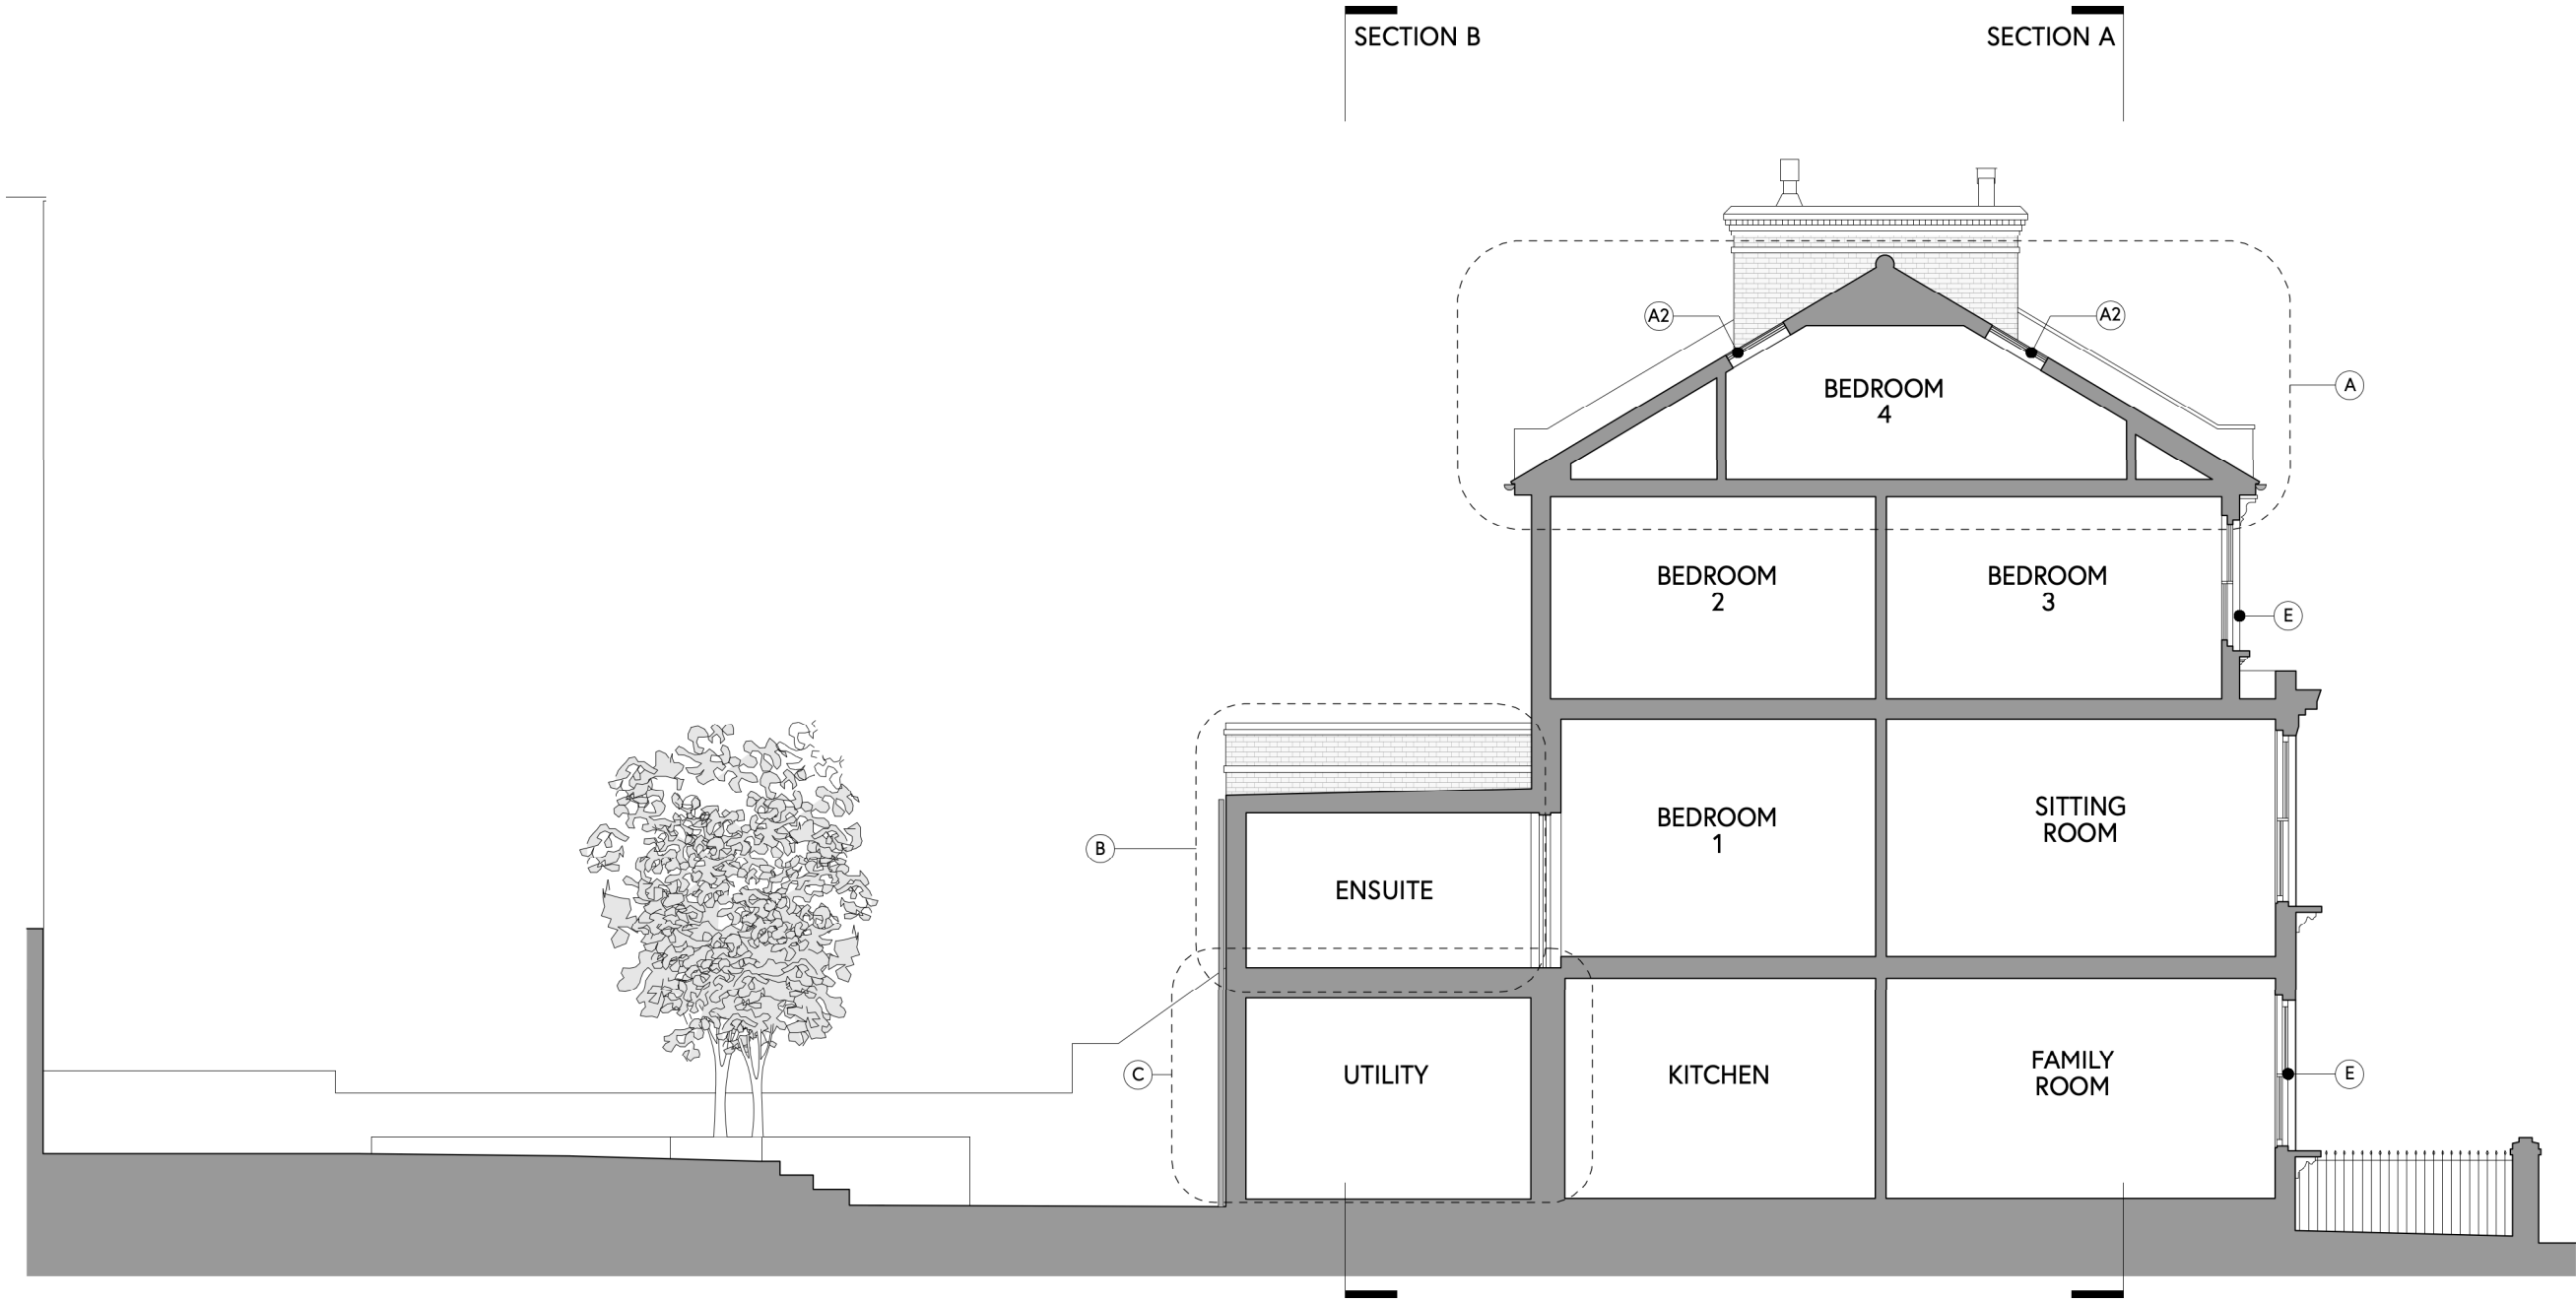 SECTION B
SECTION A
A2
A2
A
BEDROOM
4
BEDROOM
2
BEDROOM
3
E
B
ENSUITE
BEDROOM
1
SITTING
ROOM
C
UTILITY
KITCHEN
FAMILY
ROOM
E